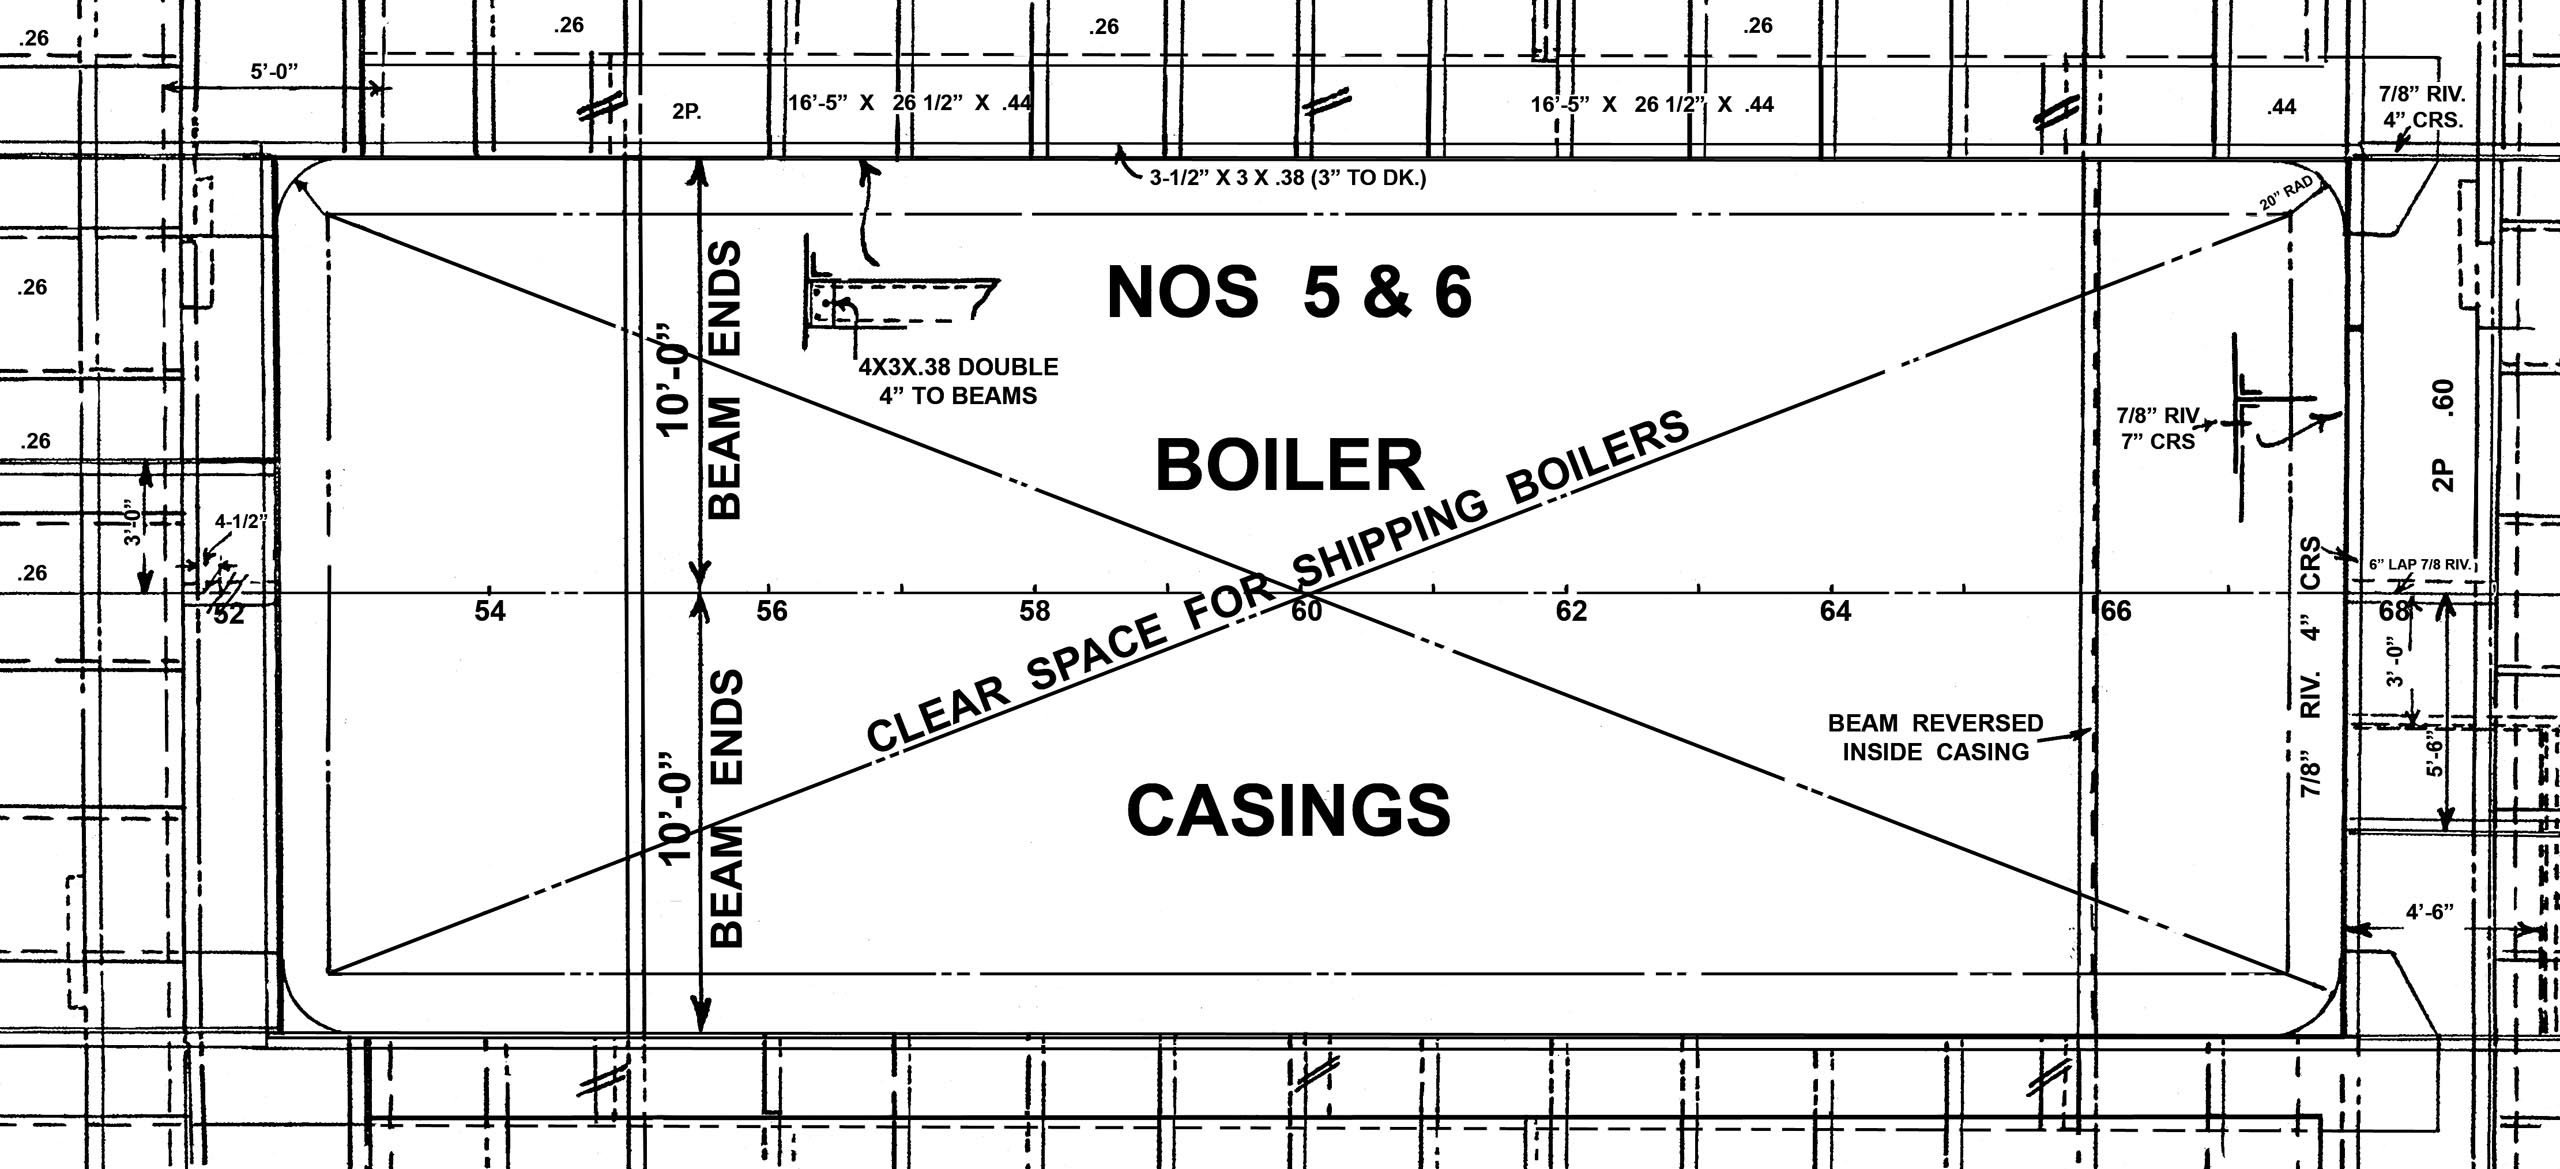 .26
.26
.26
.26
5'-0"
2P.
16'-5" X 26 1/2" X .44
16'-5" X 26 1/2" X .44
.44
7/8" RIV.
4" CRS.
3-1/2" X 3 X .38 (3" TO DK.)
20" RAD
.26
NOS 5 & 6
10'-0"
BEAM ENDS
4X3X.38 DOUBLE
4" TO BEAMS
2P .60
7/8" RIV
7" CRS
.26
BOILER
CLEAR SPACE FOR SHIPPING BOILERS
3'-0"
4-1/2"
.26
7/8" RIV. 4" CRS
6" LAP 7/8 RIV.
52
54
56
58
60
62
64
66
68
3'-0"
5'-6"
10'-0"
BEAM ENDS
BEAM REVERSED
INSIDE CASING
CASINGS
4'-6"